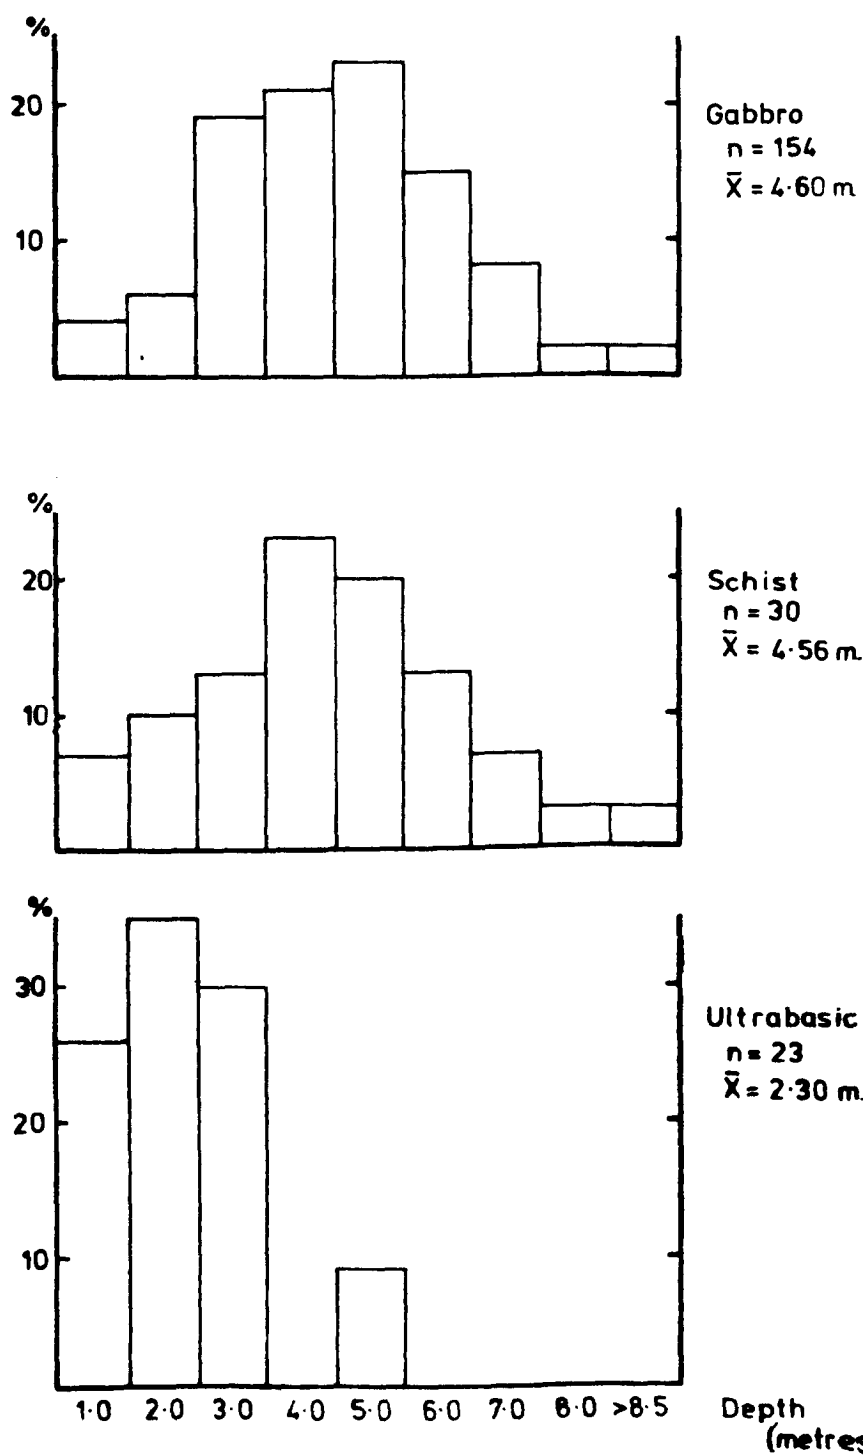 %
20
10
Gabbro
n = 154
X̄ = 4·60 m
%
20
10
Schist
n = 30
X̄ = 4·56 m.
%
30
20
10
Ultrabasic
n = 23
X̄ = 2·30 m.
1·0 2·0 3·0 4·0 5·0 6·0 7·0 8·0 >8·5 Depth
(metres